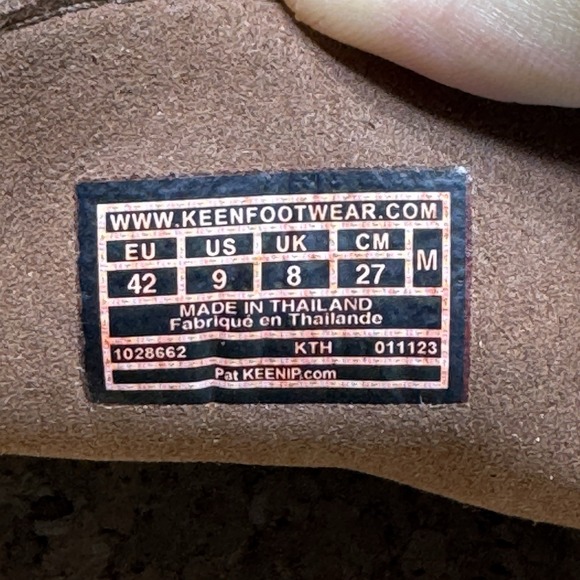 WWW.KEENFOOTWEAR.COM
EU US UK CM M
42 9 8 27
MADE IN THAILAND
Fabriqué en Thailande
1028662 KTH 011123
Pat KEENIP.com